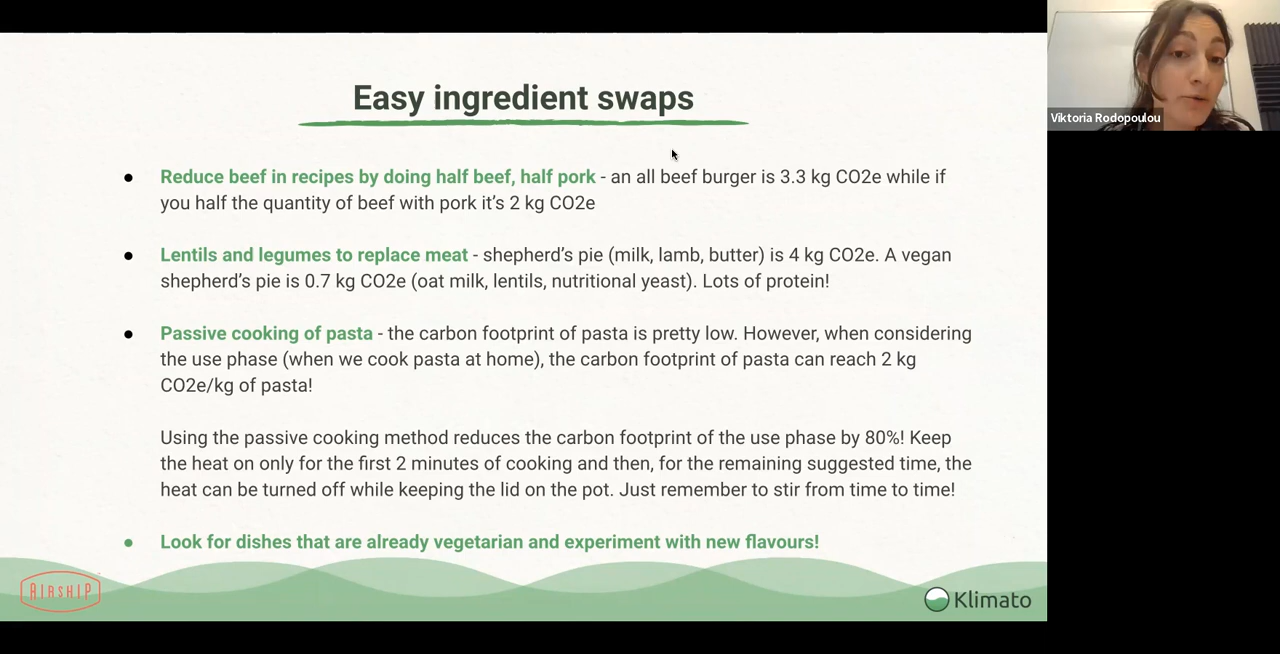 Easy ingredient swaps
Viktoria Rodopoulou
● Reduce beef in recipes by doing half beef, half pork - an all beef burger is 3.3 kg CO2e while if
you half the quantity of beef with pork it’s 2 kg CO2e
● Lentils and legumes to replace meat - shepherd’s pie (milk, lamb, butter) is 4 kg CO2e. A vegan
shepherd’s pie is 0.7 kg CO2e (oat milk, lentils, nutritional yeast). Lots of protein!
● Passive cooking of pasta - the carbon footprint of pasta is pretty low. However, when considering
the use phase (when we cook pasta at home), the carbon footprint of pasta can reach 2 kg
CO2e/kg of pasta!
Using the passive cooking method reduces the carbon footprint of the use phase by 80%! Keep
the heat on only for the first 2 minutes of cooking and then, for the remaining suggested time, the
heat can be turned off while keeping the lid on the pot. Just remember to stir from time to time!
● Look for dishes that are already vegetarian and experiment with new flavours!
AIRSHIP
Klimato